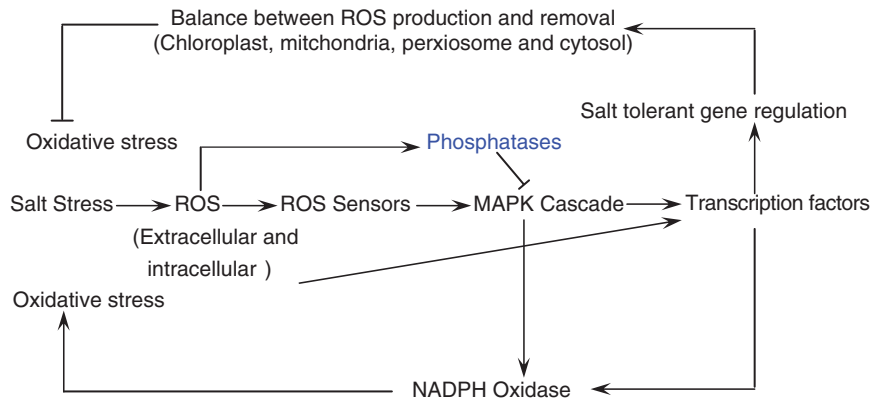 Balance between ROS production and removal
(Chloroplast, mitchondria, perxiosome and cytosol)
Salt tolerant gene regulation
Oxidative stress
Phosphatases
Salt Stress
ROS
ROS Sensors
MAPK Cascade
Transcription factors
(Extracellular and
intracellular )
Oxidative stress
NADPH Oxidase